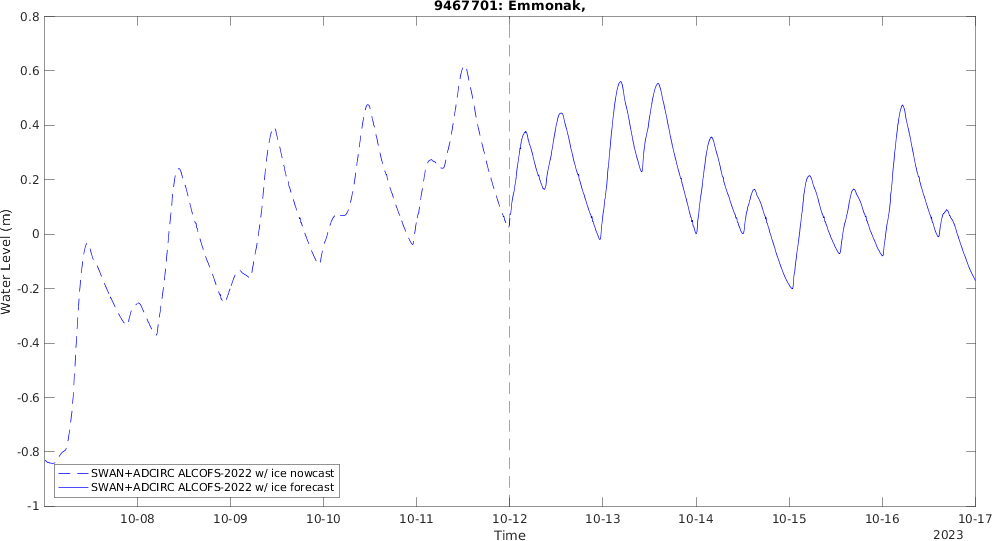 9467701: Emmonak,
0.8
0.6
0.4
0.2
0
-0.2
-0.4
-0.6
-0.8
-1
Water Level (m)
SWAN+ADCIRC ALCOFS-2022 w/ ice nowcast
SWAN+ADCIRC ALCOFS-2022 w/ ice forecast
10-08 10-09 10-10 10-11 10-12 10-13 10-14 10-15 10-16 10-17
Time
2023